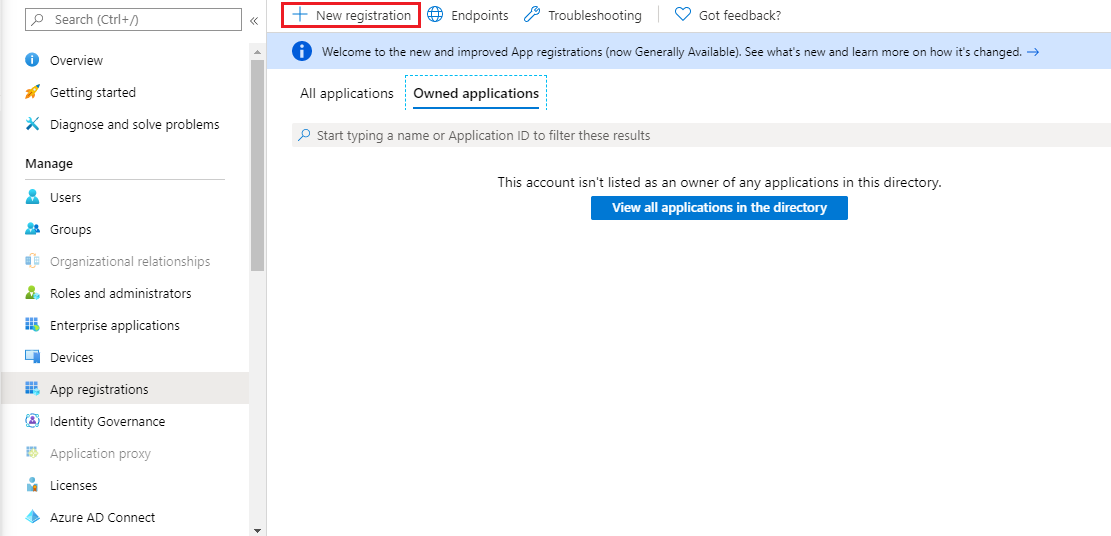 Search (Ctrl+/)
«
Overview
Getting started
Diagnose and solve problems
Manage
Users
Groups
Organizational relationships
Roles and administrators
Enterprise applications
Devices
App registrations
Identity Governance
Application proxy
Licenses
Azure AD Connect
New registration
Endpoints
Troubleshooting
Got feedback?
Welcome to the new and improved App registrations (now Generally Available). See what's new and learn more on how it's changed. →
All applications
Owned applications
Start typing a name or Application ID to filter these results
This account isn't listed as an owner of any applications in this directory.
View all applications in the directory